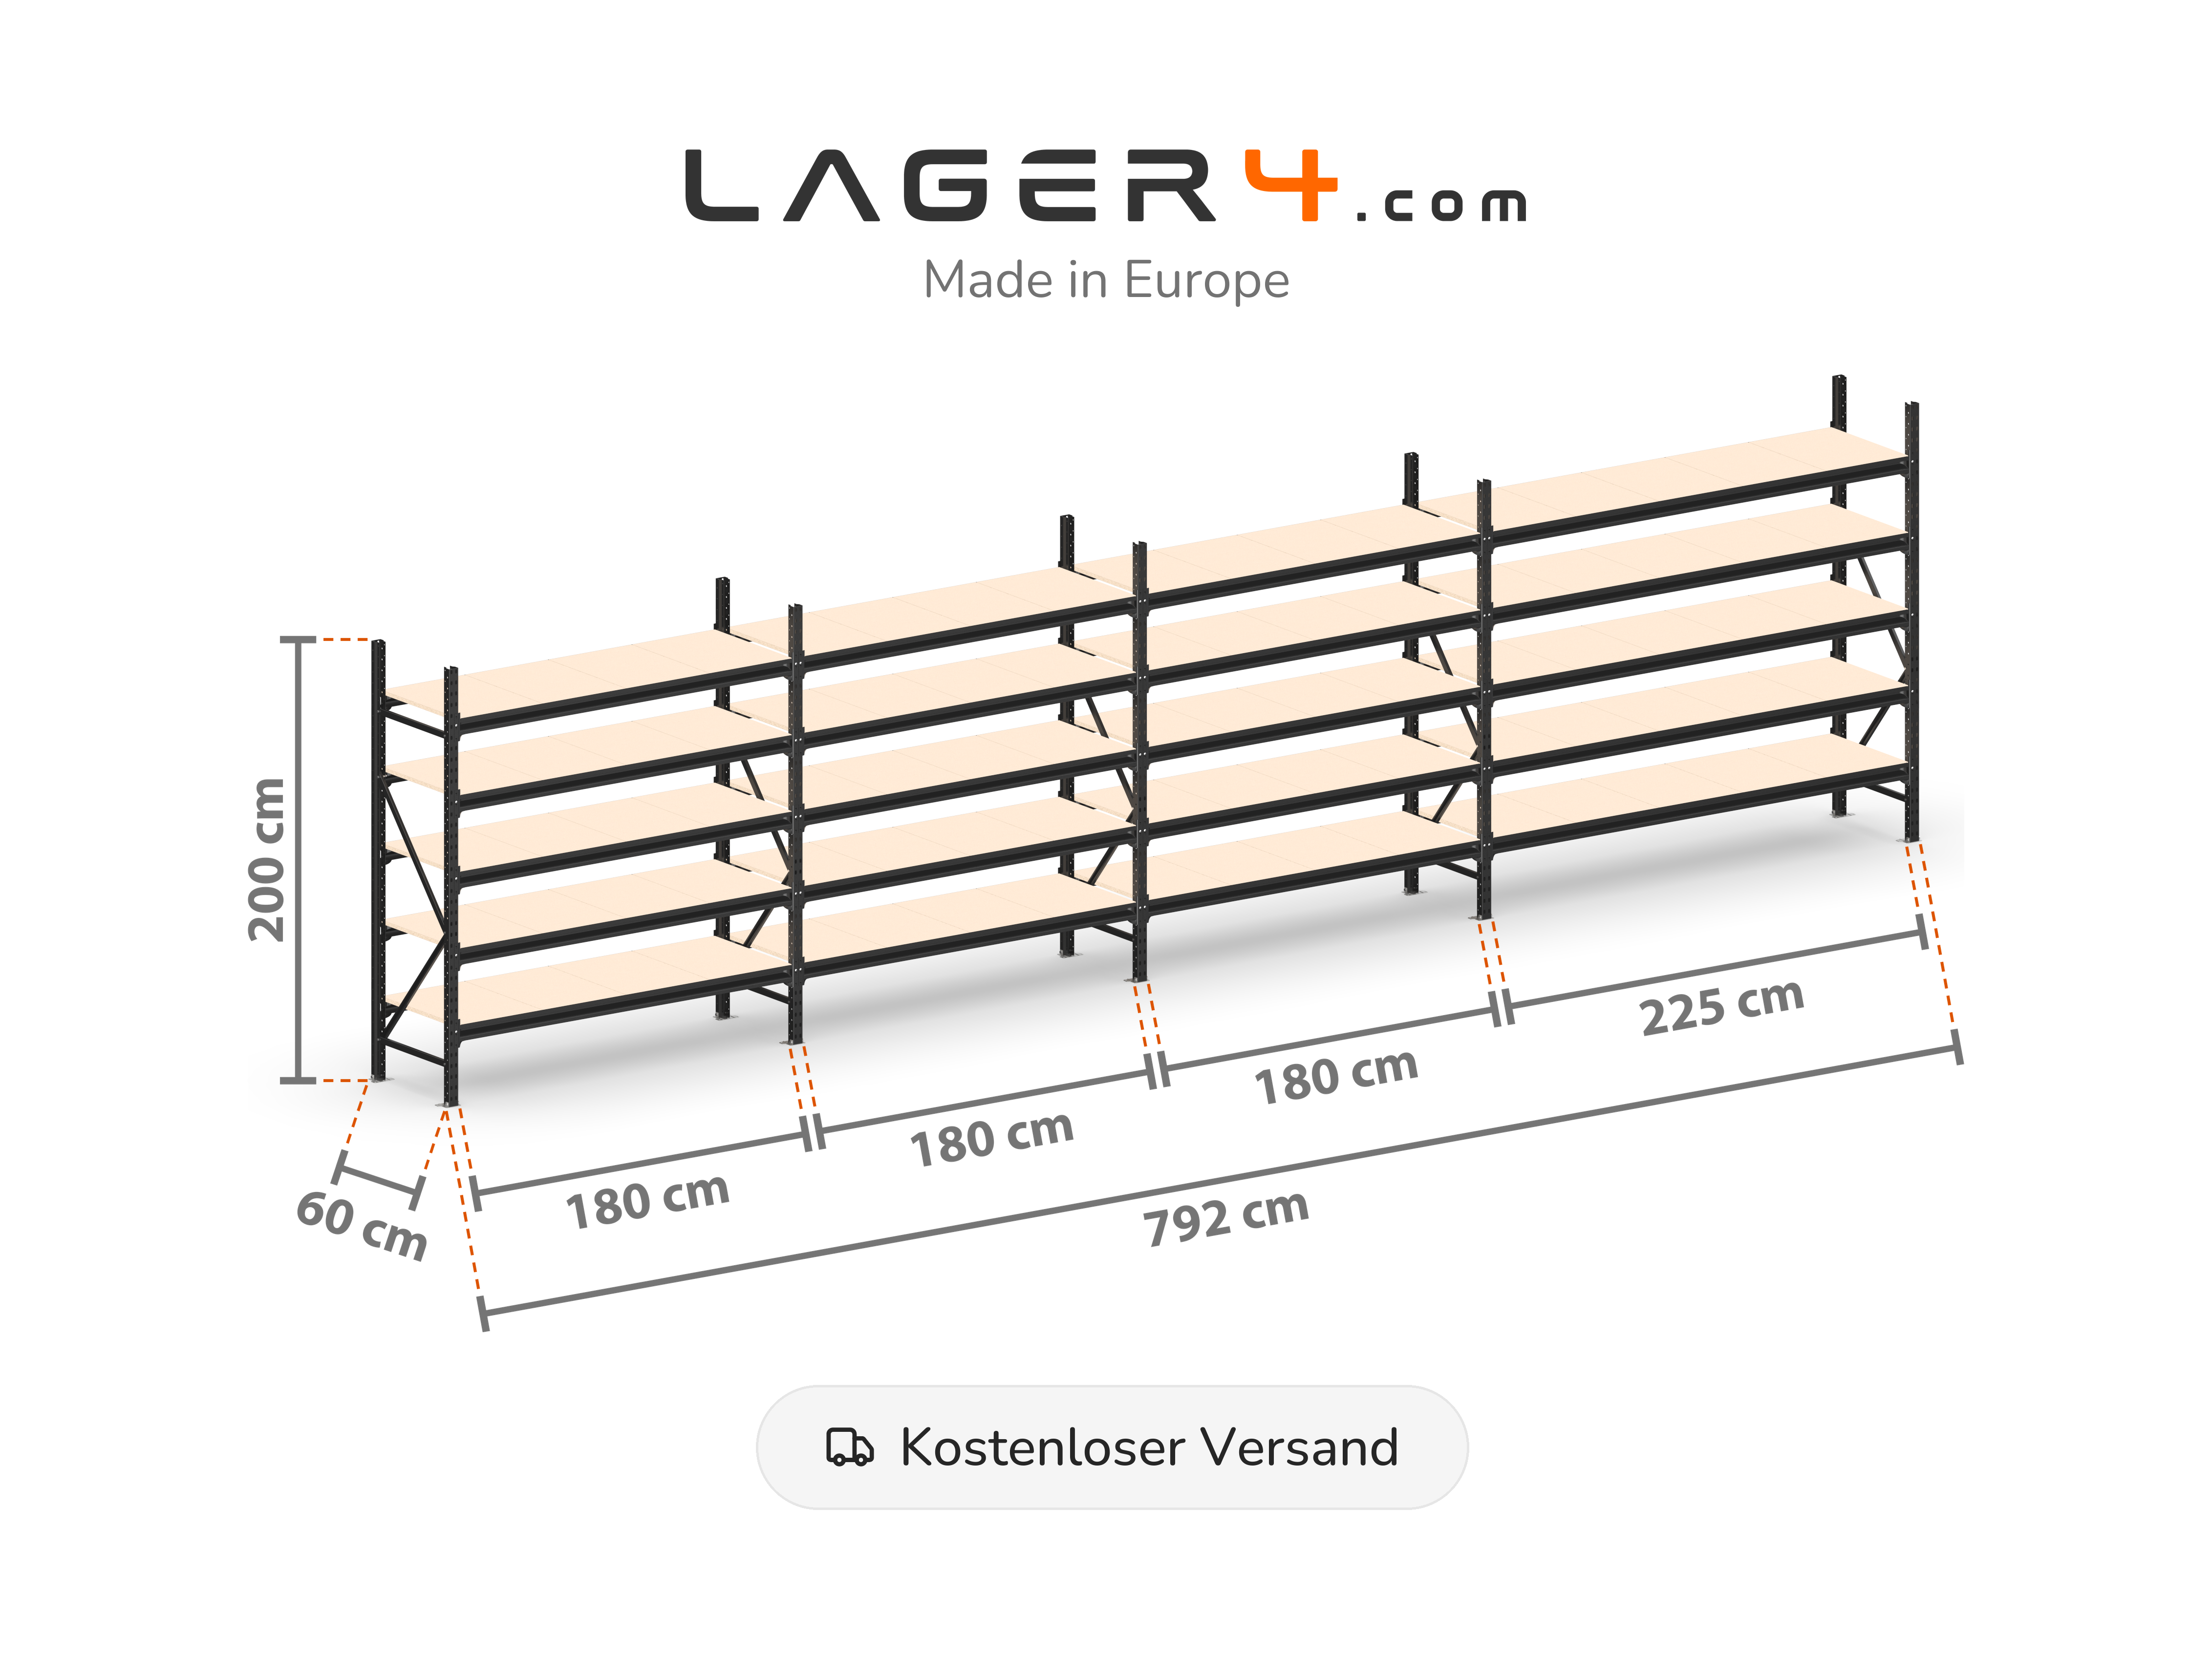 LAGER4.com
Made in Europe
200 cm
60 cm
180 cm
180 cm
180 cm
225 cm
792 cm
Kostenloser Versand